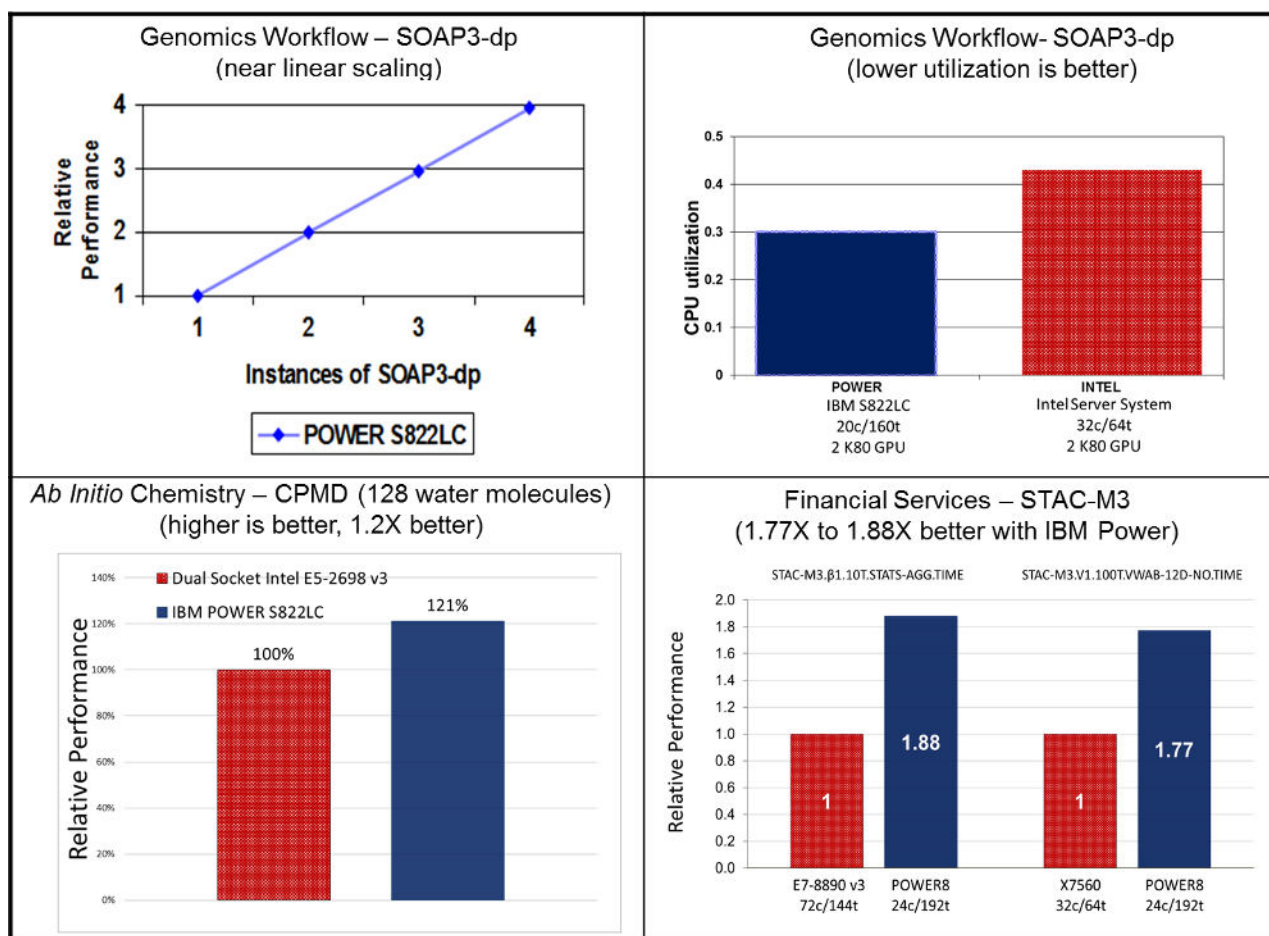 Genomics Workflow – SOAP3-dp
(near linear scaling)
Relative
Performance
4
3
2
1
1 2 3 4
Instances of SOAP3-dp
POWER S822LC
Genomics Workflow- SOAP3-dp
(lower utilization is better)
CPU utilization
0.5
0.4
0.3
0.2
0.1
0
POWER
IBM S822LC
20c/160t
2 K80 GPU
INTEL
Intel Server System
32c/64t
2 K80 GPU
Ab Initio Chemistry – CPMD (128 water molecules)
(higher is better, 1.2X better)
Relative Performance
140%
120%
100%
80%
60%
40%
20%
0%
Dual Socket Intel E5-2698 v3
IBM POWER S822LC
100%
121%
Financial Services – STAC-M3
(1.77X to 1.88X better with IBM Power)
STAC-M3.β1.10T.STATS-AGG.TIME
STAC-M3.V1.100T.VWAB-12D-NO.TIME
Relative Performance
2.0
1.8
1.6
1.4
1.2
1.0
0.8
0.6
0.4
0.2
0.0
1
1.88
1
1.77
E7-8890 v3
72c/144t
POWER8
24c/192t
X7560
32c/64t
POWER8
24c/192t